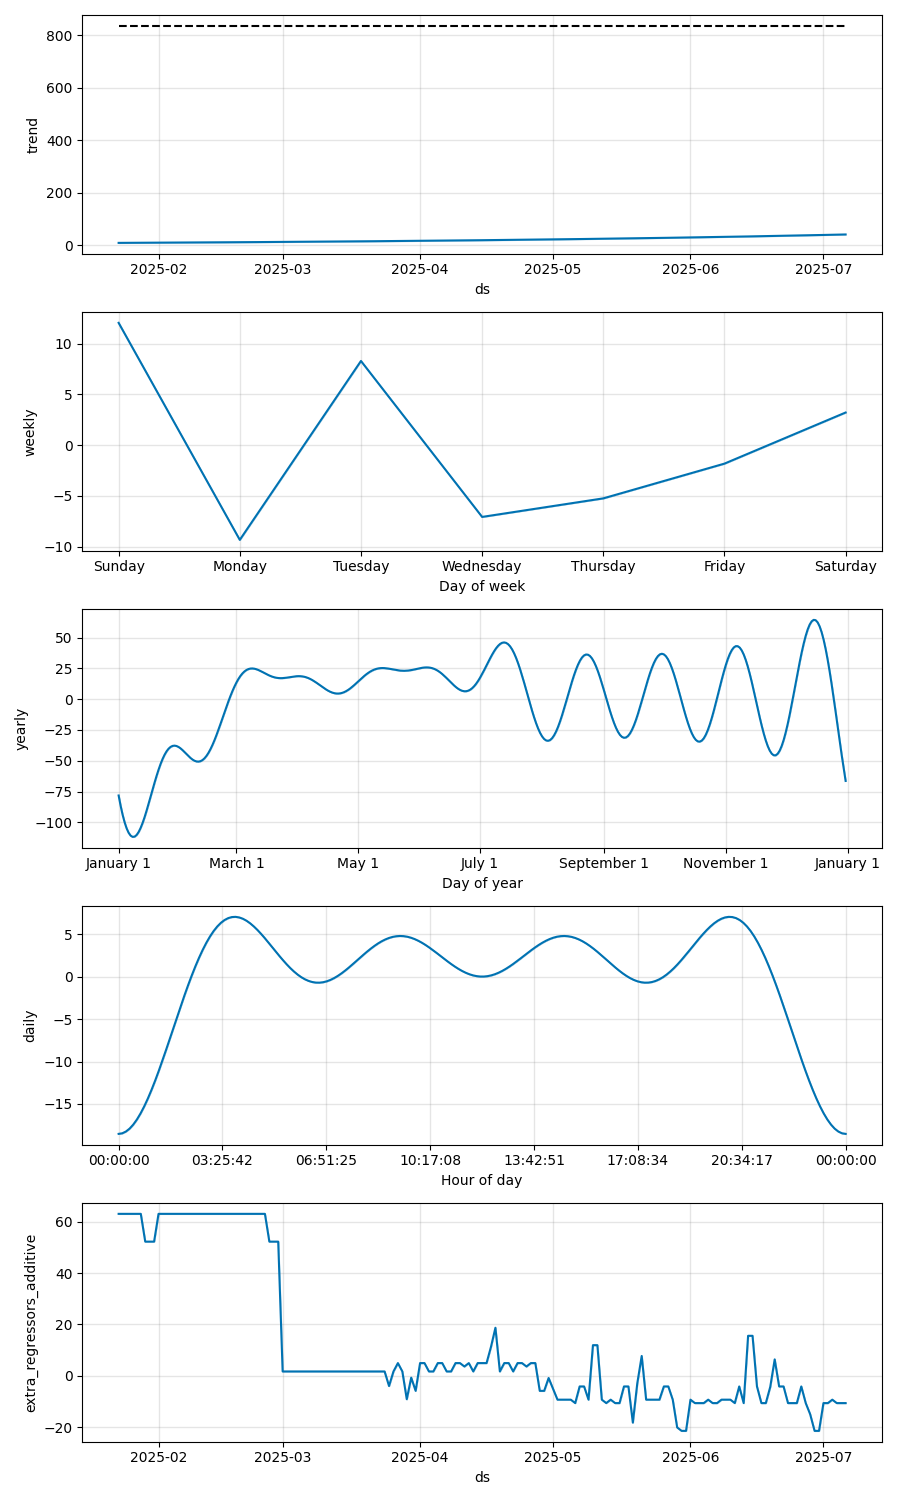 trend
800
600
400
200
0
2025-02 2025-03 2025-04 2025-05 2025-06 2025-07
ds
weekly
10
5
0
−5
−10
Sunday Monday Tuesday Wednesday Thursday Friday Saturday
Day of week
yearly
50
25
0
−25
−50
−75
−100
January 1 March 1 May 1 July 1 September 1 November 1 January 1
Day of year
daily
5
0
−5
−10
−15
00:00:00 03:25:42 06:51:25 10:17:08 13:42:51 17:08:34 20:34:17 00:00:00
Hour of day
extra_regressors_additive
60
40
20
0
−20
2025-02 2025-03 2025-04 2025-05 2025-06 2025-07
ds